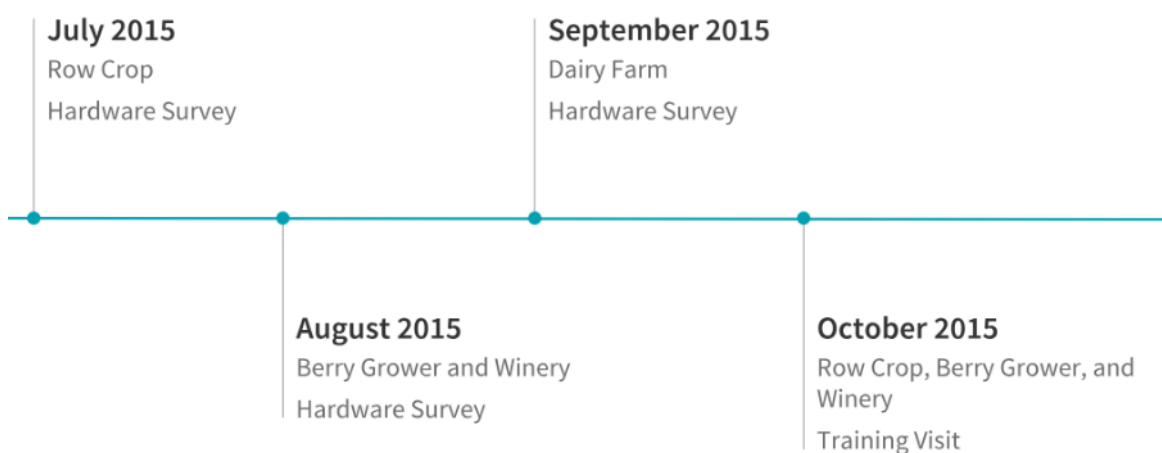 July 2015
Row Crop
Hardware Survey
September 2015
Dairy Farm
Hardware Survey
August 2015
Berry Grower and Winery
Hardware Survey
October 2015
Row Crop, Berry Grower, and
Winery
Training Visit